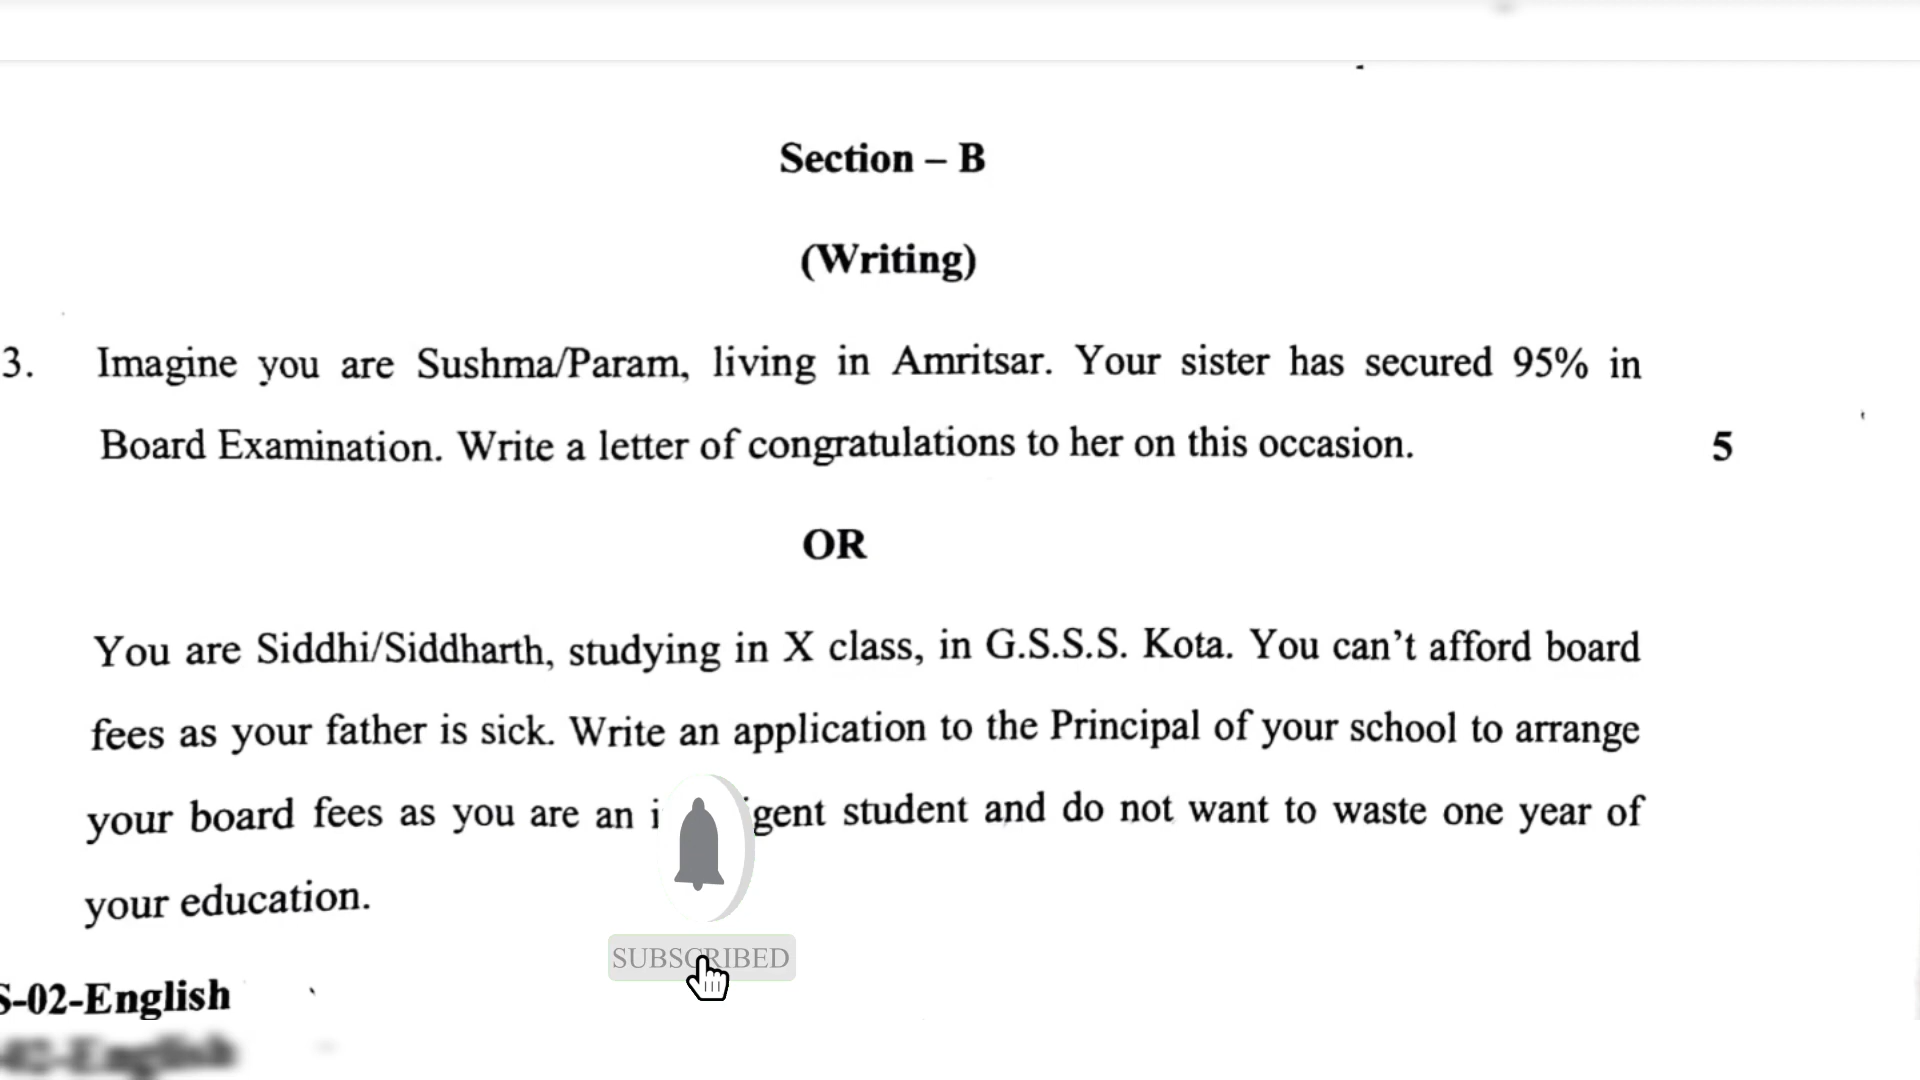 Section – B
(Writing)
3. Imagine you are Sushma/Param, living in Amritsar. Your sister has secured 95% in
Board Examination. Write a letter of congratulations to her on this occasion. 5
OR
You are Siddhi/Siddharth, studying in X class, in G.S.S.S. Kota. You can't afford board
fees as your father is sick. Write an application to the Principal of your school to arrange
your board fees as you are an student and do not want to waste one year of
your education.
SUBSCRIBED
S-02-English
02-English